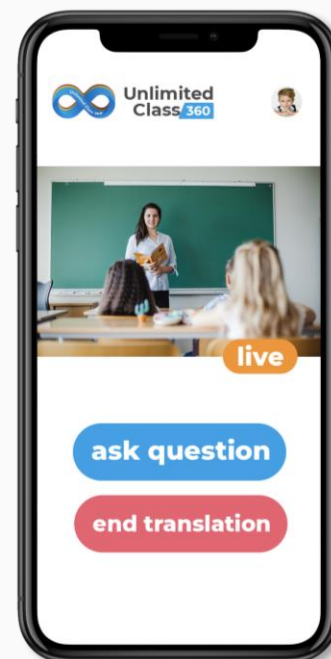 Unlimited
Class 360
live
ask question
end translation